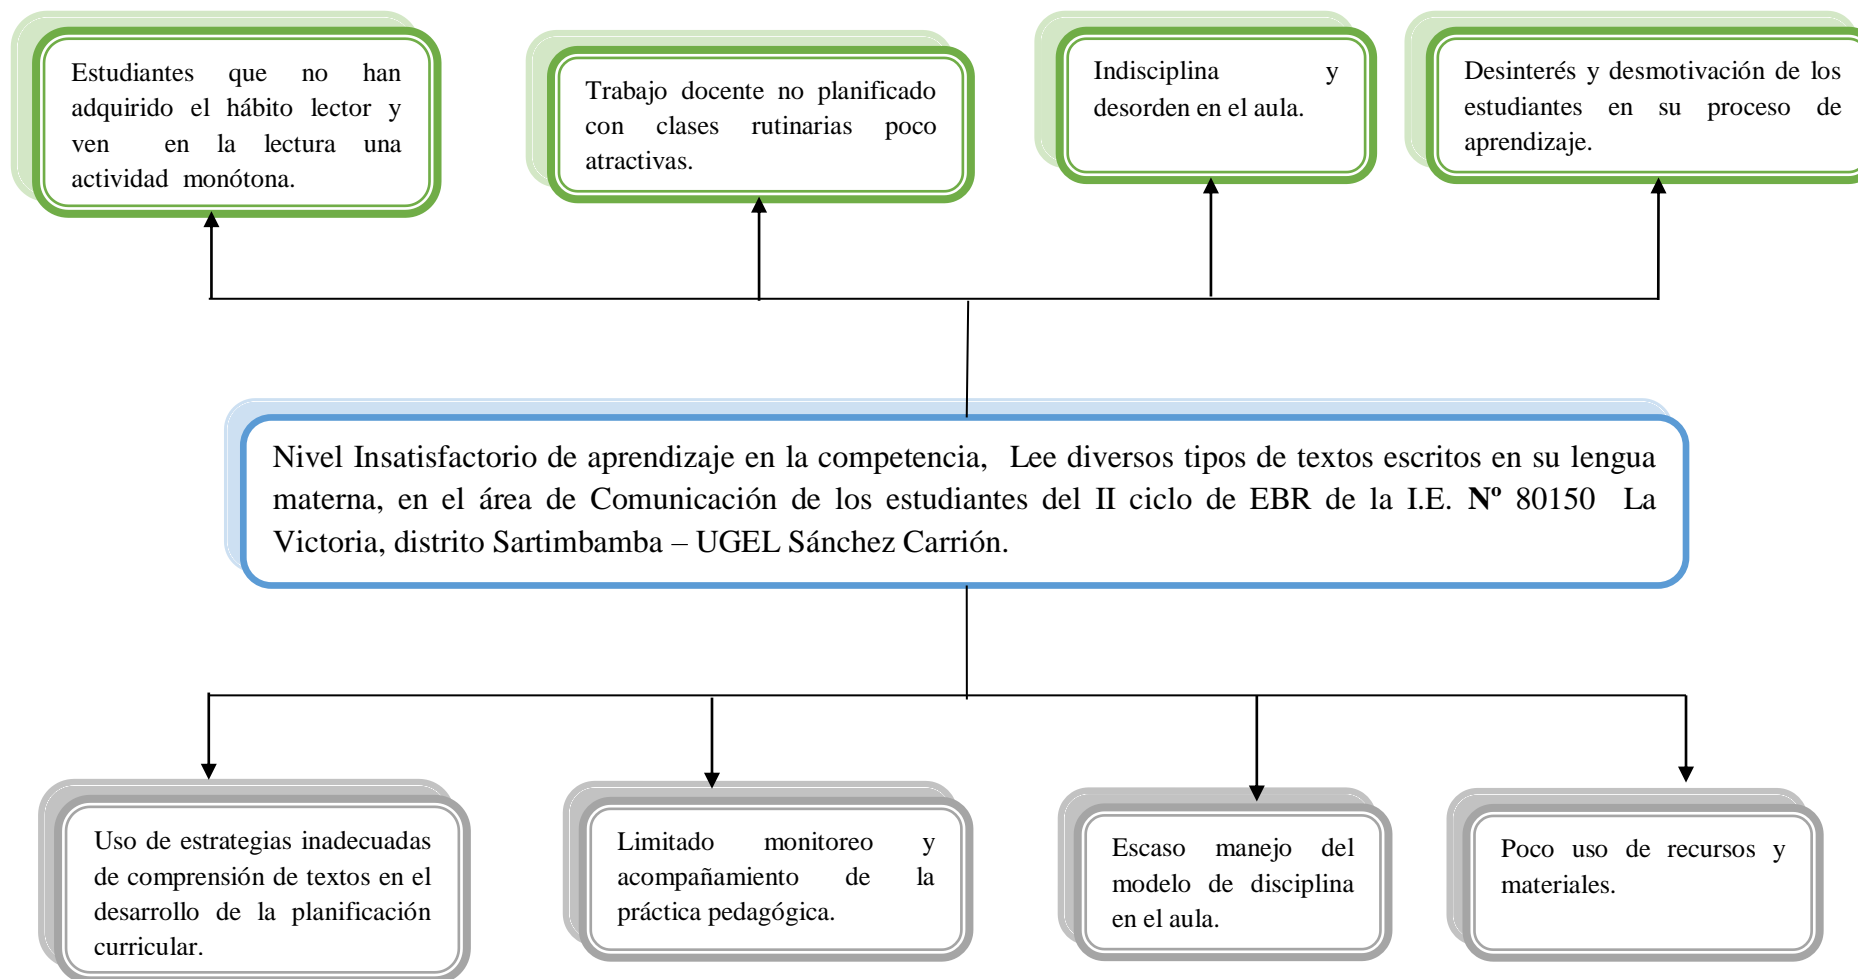 Estudiantes que no han
adquirido el hábito lector y
ven en la lectura una
actividad monótona.
Trabajo docente no planificado
con clases rutinarias poco
atractivas.
Indisciplina y
desorden en el aula.
Desinterés y desmotivación de los
estudiantes en su proceso de
aprendizaje.
Nivel Insatisfactorio de aprendizaje en la competencia, Lee diversos tipos de textos escritos en su lengua
materna, en el área de Comunicación de los estudiantes del II ciclo de EBR de la I.E. Nº 80150 La
Victoria, distrito Sartimbamba – UGEL Sánchez Carrión.
Uso de estrategias inadecuadas
de comprensión de textos en el
desarrollo de la planificación
curricular.
Limitado monitoreo y
acompañamiento de la
práctica pedagógica.
Escaso manejo del
modelo de disciplina
en el aula.
Poco uso de recursos y
materiales.